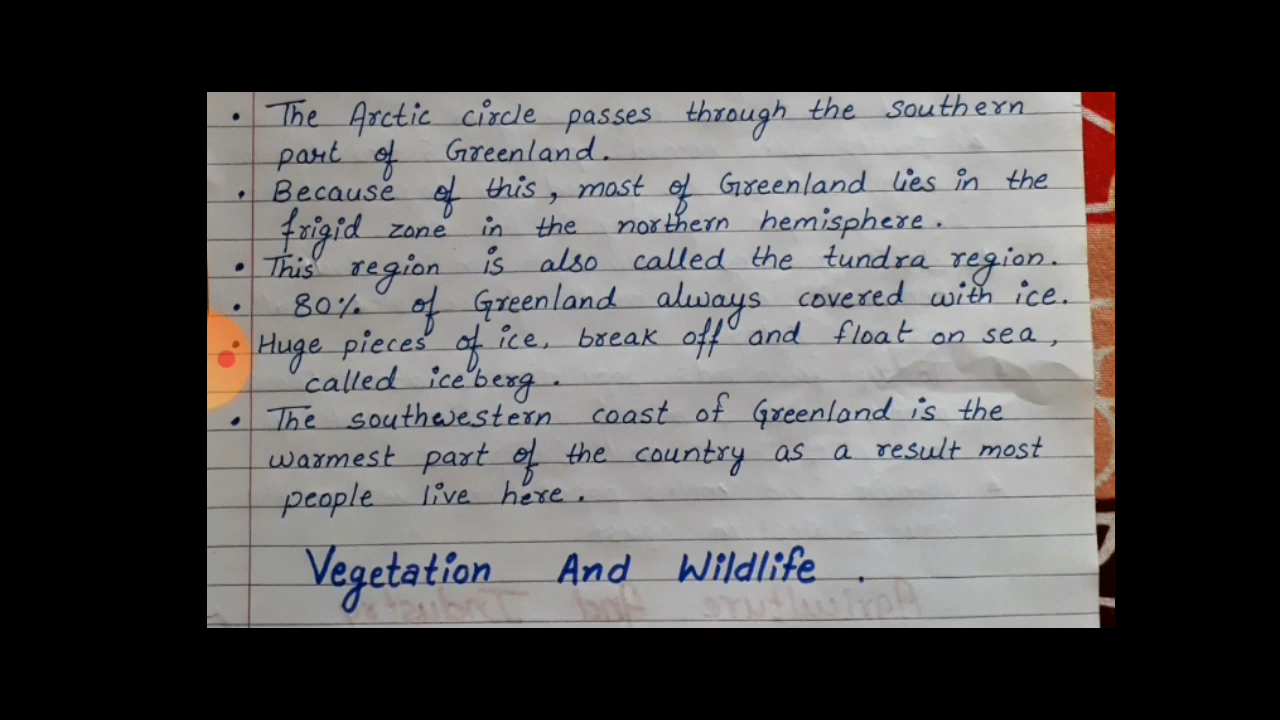 • The Arctic circle passes through the southern
part of Greenland.
• Because of this, most of Greenland lies in the
frigid zone in the northern hemisphere.
• This region is also called the tundra region.
• 80% of Greenland always covered with ice.
• Huge pieces of ice, break off and float on sea,
called iceberg.
• The southwestern coast of Greenland is the
warmest part of the country as a result most
people live here.
Vegetation And Wildlife.
Agriculture And Industry